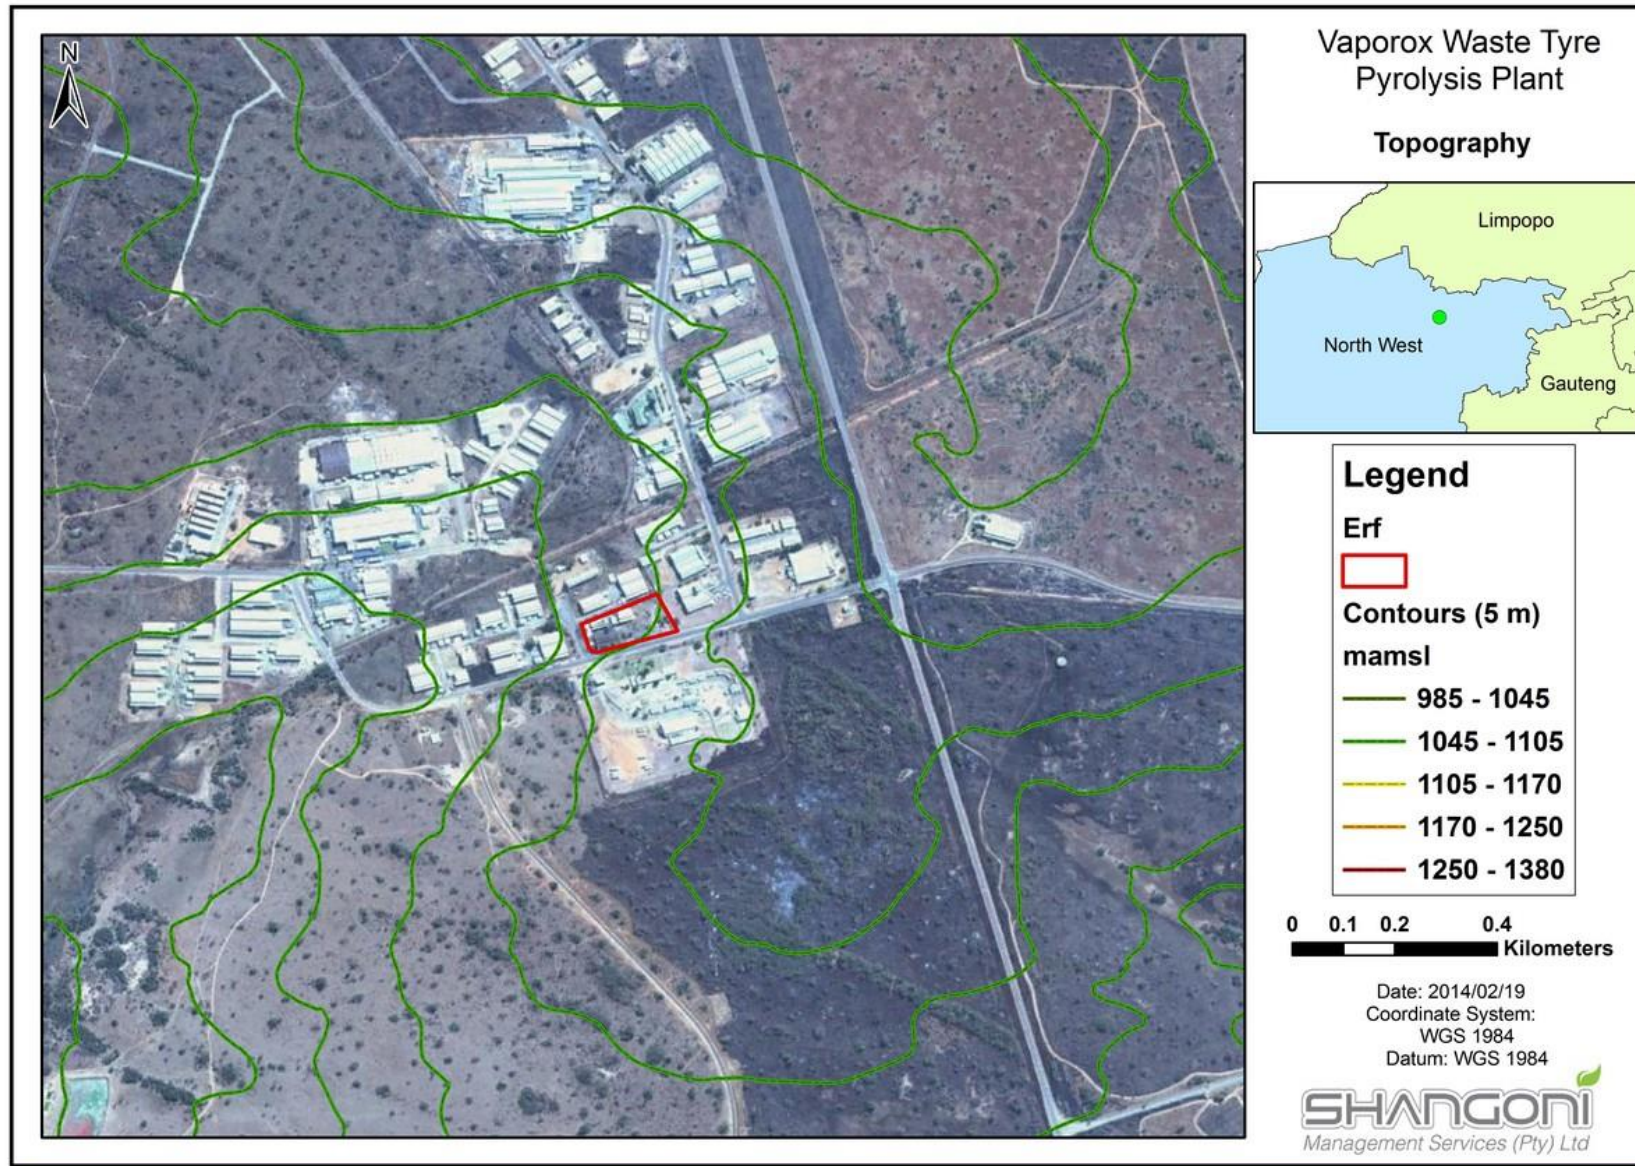 N
Vaporox Waste Tyre
Pyrolysis Plant
Topography
Limpopo
North West
Gauteng
Legend
Erf
Contours (5 m)
mamsl
985 - 1045
1045 - 1105
1105 - 1170
1170 - 1250
1250 - 1380
0 0.1 0.2 0.4
Kilometers
Date: 2014/02/19
Coordinate System:
WGS 1984
Datum: WGS 1984
SHANGONI
Management Services (Pty) Ltd